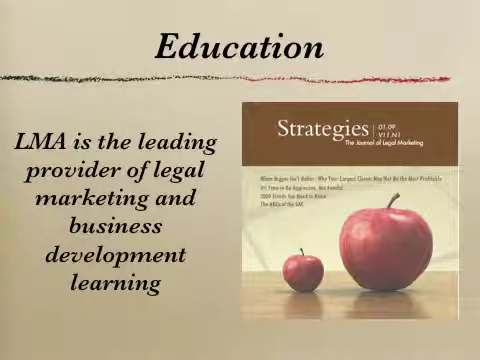 Education
LMA is the leading
provider of legal
marketing and
business
development
learning
Strategies
01.09
V11.N1
The Journal of Legal Marketing
When Bigger Isn't Better: Why Your Largest Clients May Not Be the Most Profitable
It's Time to Be Aggressive, Not Fearful
2009 Trends You Need to Know
The ABCs of the GAC